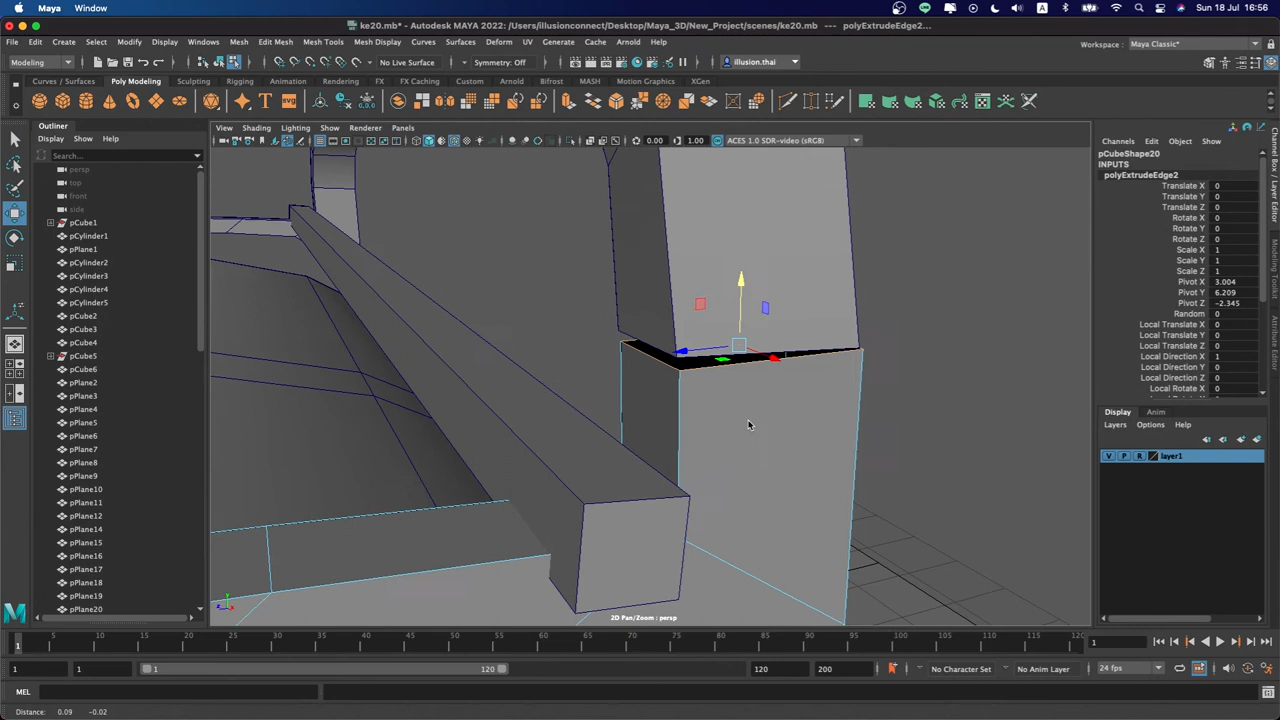 Maya Window A Sun 18 Jul 16:56
ke20.mb* - Autodesk MAYA 2022: /Users/illusionconnect/Desktop/Maya_3D/New_Project/scenes/ke20.mb* --- polyExtrudeEdge2...
File Edit Create Select Modify Display Windows Mesh Edit Mesh Mesh Tools Mesh Display Curves Surfaces Deform UV Generate Cache Arnold Help Workspace : Maya Classic*
Modeling No Live Surface Symmetry: Off illusion.thai
Curves / Surfaces Poly Modeling Sculpting Rigging Animation Rendering FX FX Caching Custom Arnold Bifrost MASH Motion Graphics XGen
Outliner
Display Show Help
Search...
persp
top
front
side
pCube1
pCylinder1
pPlane1
pCylinder2
pCylinder3
pCylinder4
pCylinder5
pCube2
pCube3
pCube4
pCube5
pCube6
pPlane2
pPlane3
pPlane4
pPlane5
pPlane6
pPlane7
pPlane8
pPlane9
pPlane10
pPlane11
pPlane12
pPlane14
pPlane15
pPlane16
pPlane17
pPlane18
pPlane19
pPlane20
View Shading Lighting Show Renderer Panels
0.00 1.00 ACES 1.0 SDR-video (sRGB)
2D Pan/Zoom : persp
Channels Edit Object Show
pCubeShape20
INPUTS
polyExtrudeEdge2
Translate X 0
Translate Y 0
Translate Z 0
Rotate X 0
Rotate Y 0
Rotate Z 0
Scale X 1
Scale Y 1
Scale Z 1
Pivot X 3.004
Pivot Y 6.209
Pivot Z -2.345
Random 0
Local Translate X 0
Local Translate Y 0
Local Translate Z 0
Local Direction X 1
Local Direction Y 0
Local Direction Z 0
Local Rotate X 0
Display Anim
Layers Options Help
V P R layer1
Channel Box / Layer Editor
Modeling Toolkit
Attribute Editor
5 10 15 20 25 30 35 40 45 50 55 60 65 70 75 80 85 90 95 100 105 110 115 120
1 1
1 1 1 120 120 200 No Character Set No Anim Layer 24 fps
MEL
Distance: 0.09 -0.02